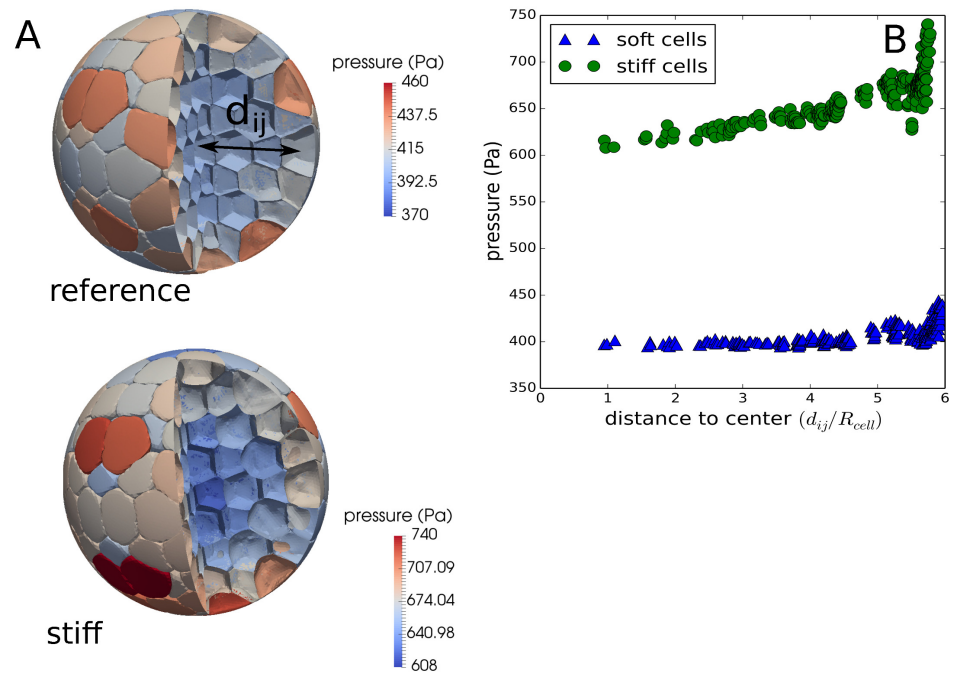 A
pressure (Pa)
460
437.5
415
392.5
370
d_ij
reference
pressure (Pa)
740
707.09
674.04
640.98
608
stiff
B
soft cells
stiff cells
750
700
650
600
550
500
450
400
350
pressure (Pa)
0 1 2 3 4 5 6
distance to center (d_ij/R_cell)